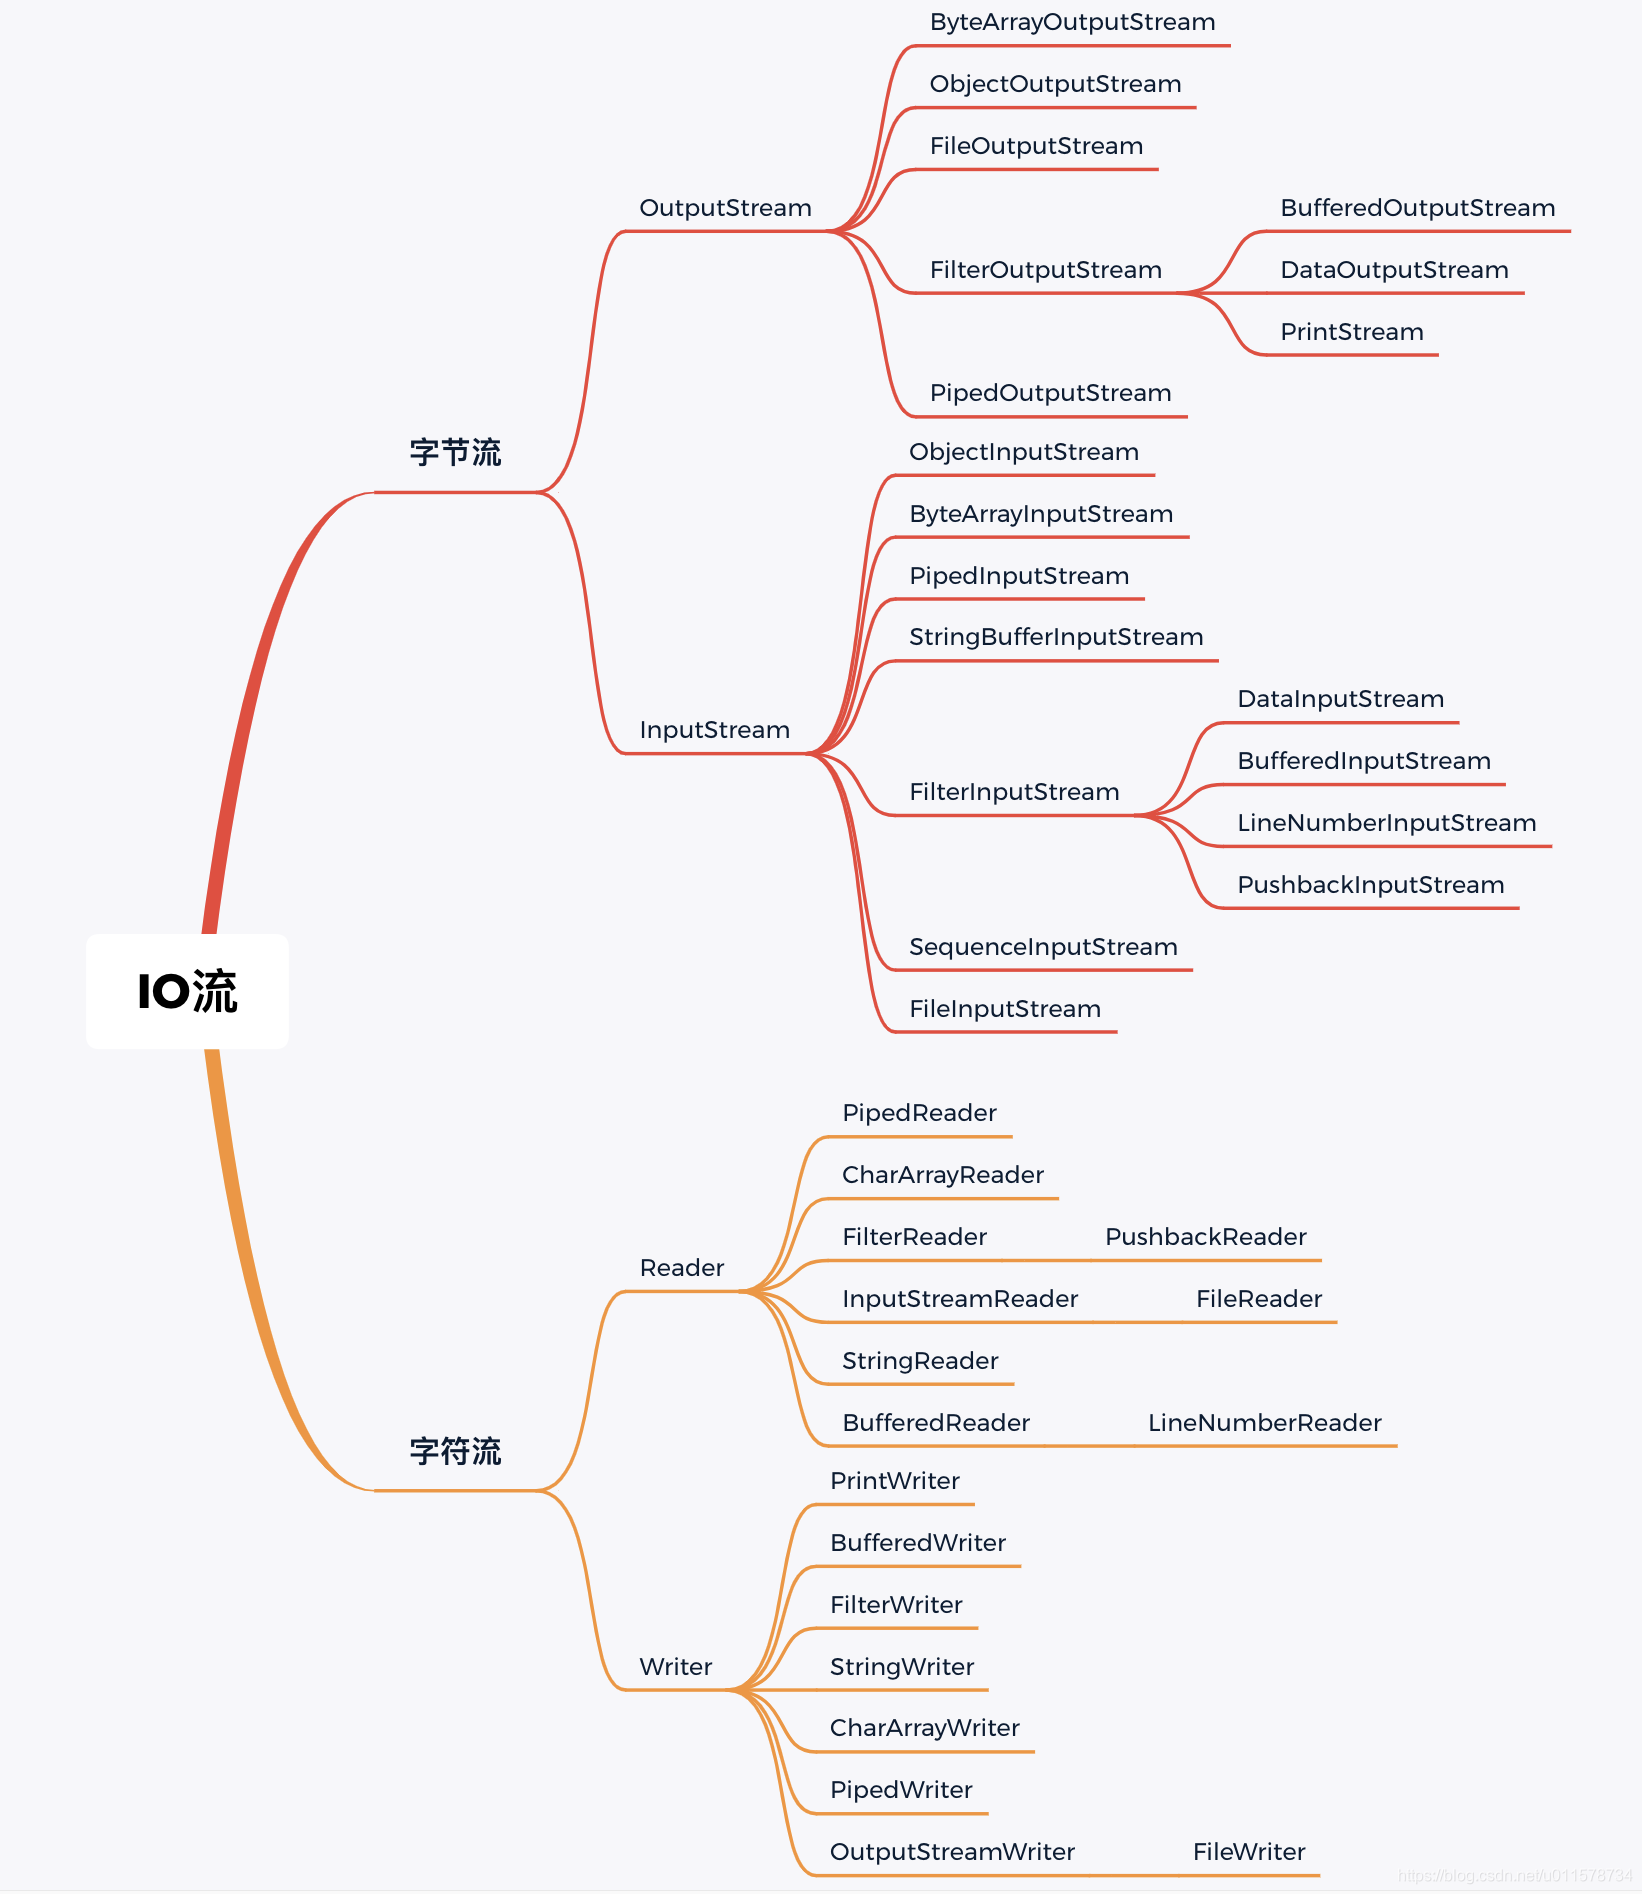 IO流
字节流
OutputStream
ByteArrayOutputStream
ObjectOutputStream
FileOutputStream
FilterOutputStream
BufferedOutputStream
DataOutputStream
PrintStream
PipedOutputStream
InputStream
ObjectInputStream
ByteArrayInputStream
PipedInputStream
StringBufferInputStream
FilterInputStream
DataInputStream
BufferedInputStream
LineNumberInputStream
PushbackInputStream
SequenceInputStream
FileInputStream
字符流
Reader
PipedReader
CharArrayReader
FilterReader
PushbackReader
InputStreamReader
FileReader
StringReader
BufferedReader
LineNumberReader
Writer
PrintWriter
BufferedWriter
FilterWriter
StringWriter
CharArrayWriter
PipedWriter
OutputStreamWriter
FileWriter
https://blog.csdn.net/u011578734